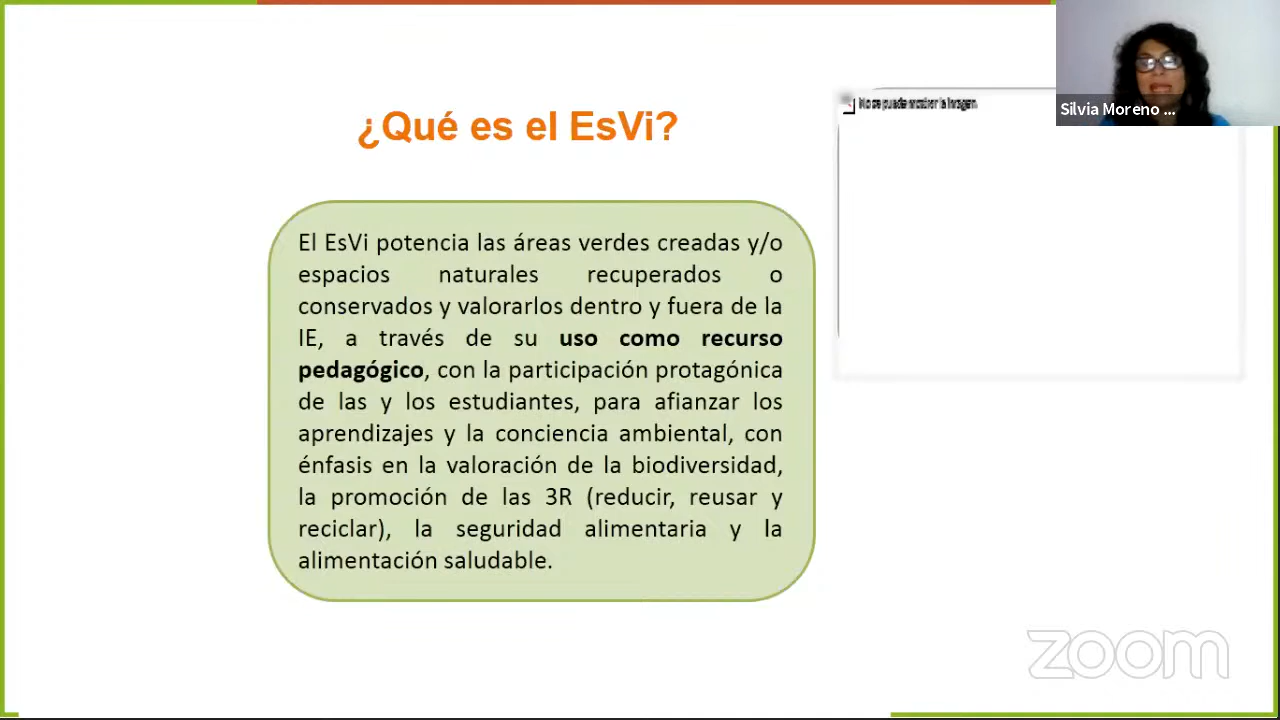 ¿Qué es el EsVi?
El EsVi potencia las áreas verdes creadas y/o
espacios naturales recuperados o
conservados y valorarlos dentro y fuera de la
IE, a través de su uso como recurso
pedagógico, con la participación protagónica
de las y los estudiantes, para afianzar los
aprendizajes y la conciencia ambiental, con
énfasis en la valoración de la biodiversidad,
la promoción de las 3R (reducir, reusar y
reciclar), la seguridad alimentaria y la
alimentación saludable.
No se puede mostrar la imagen
Silvia Moreno ...
zoom